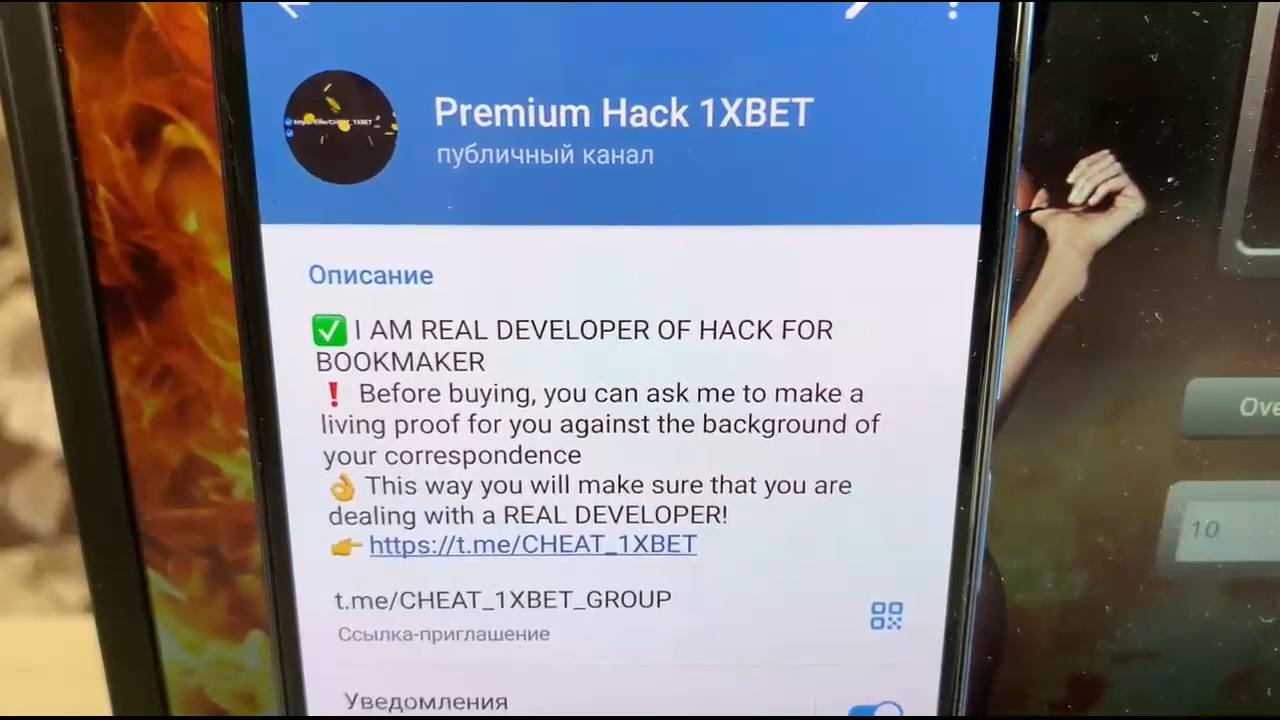 Premium Hack 1XBET
публичный канал
Описание
✅ I AM REAL DEVELOPER OF HACK FOR
BOOKMAKER
❗ Before buying, you can ask me to make a
living proof for you against the background of
your correspondence
👌 This way you will make sure that you are
dealing with a REAL DEVELOPER!
👉 https://t.me/CHEAT_1XBET
t.me/CHEAT_1XBET_GROUP
Ссылка-приглашение
Уведомления
Ove
10